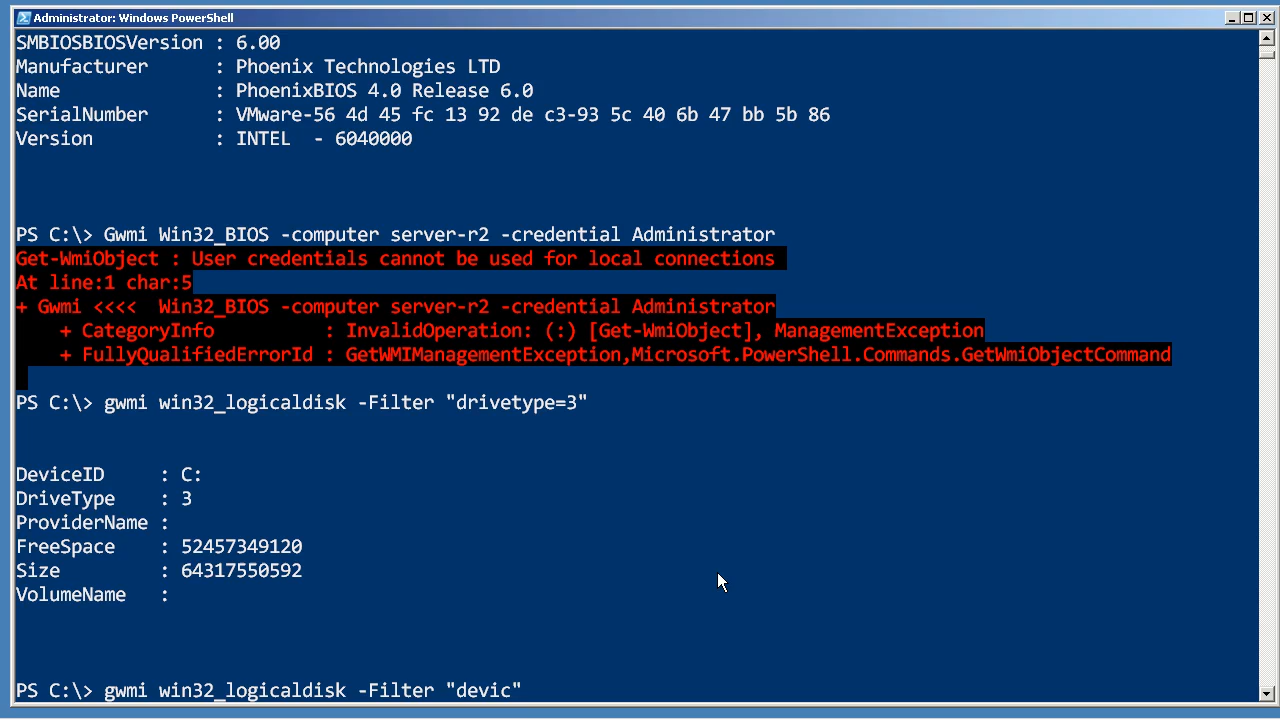 Administrator: Windows PowerShell
SMBIOSBIOSVersion : 6.00
Manufacturer      : Phoenix Technologies LTD
Name              : PhoenixBIOS 4.0 Release 6.0
SerialNumber      : VMware-56 4d 45 fc 13 92 de c3-93 5c 40 6b 47 bb 5b 86
Version           : INTEL  - 6040000
PS C:\> Gwmi Win32_BIOS -computer server-r2 -credential Administrator
Get-WmiObject : User credentials cannot be used for local connections
At line:1 char:5
+ Gwmi <<<<  Win32_BIOS -computer server-r2 -credential Administrator
    + CategoryInfo          : InvalidOperation: (:) [Get-WmiObject], ManagementException
    + FullyQualifiedErrorId : GetWMIManagementException,Microsoft.PowerShell.Commands.GetWmiObjectCommand
PS C:\> gwmi win32_logicaldisk -Filter "drivetype=3"
DeviceID     : C:
DriveType    : 3
ProviderName :
FreeSpace    : 52457349120
Size         : 64317550592
VolumeName   :
PS C:\> gwmi win32_logicaldisk -Filter "devic"